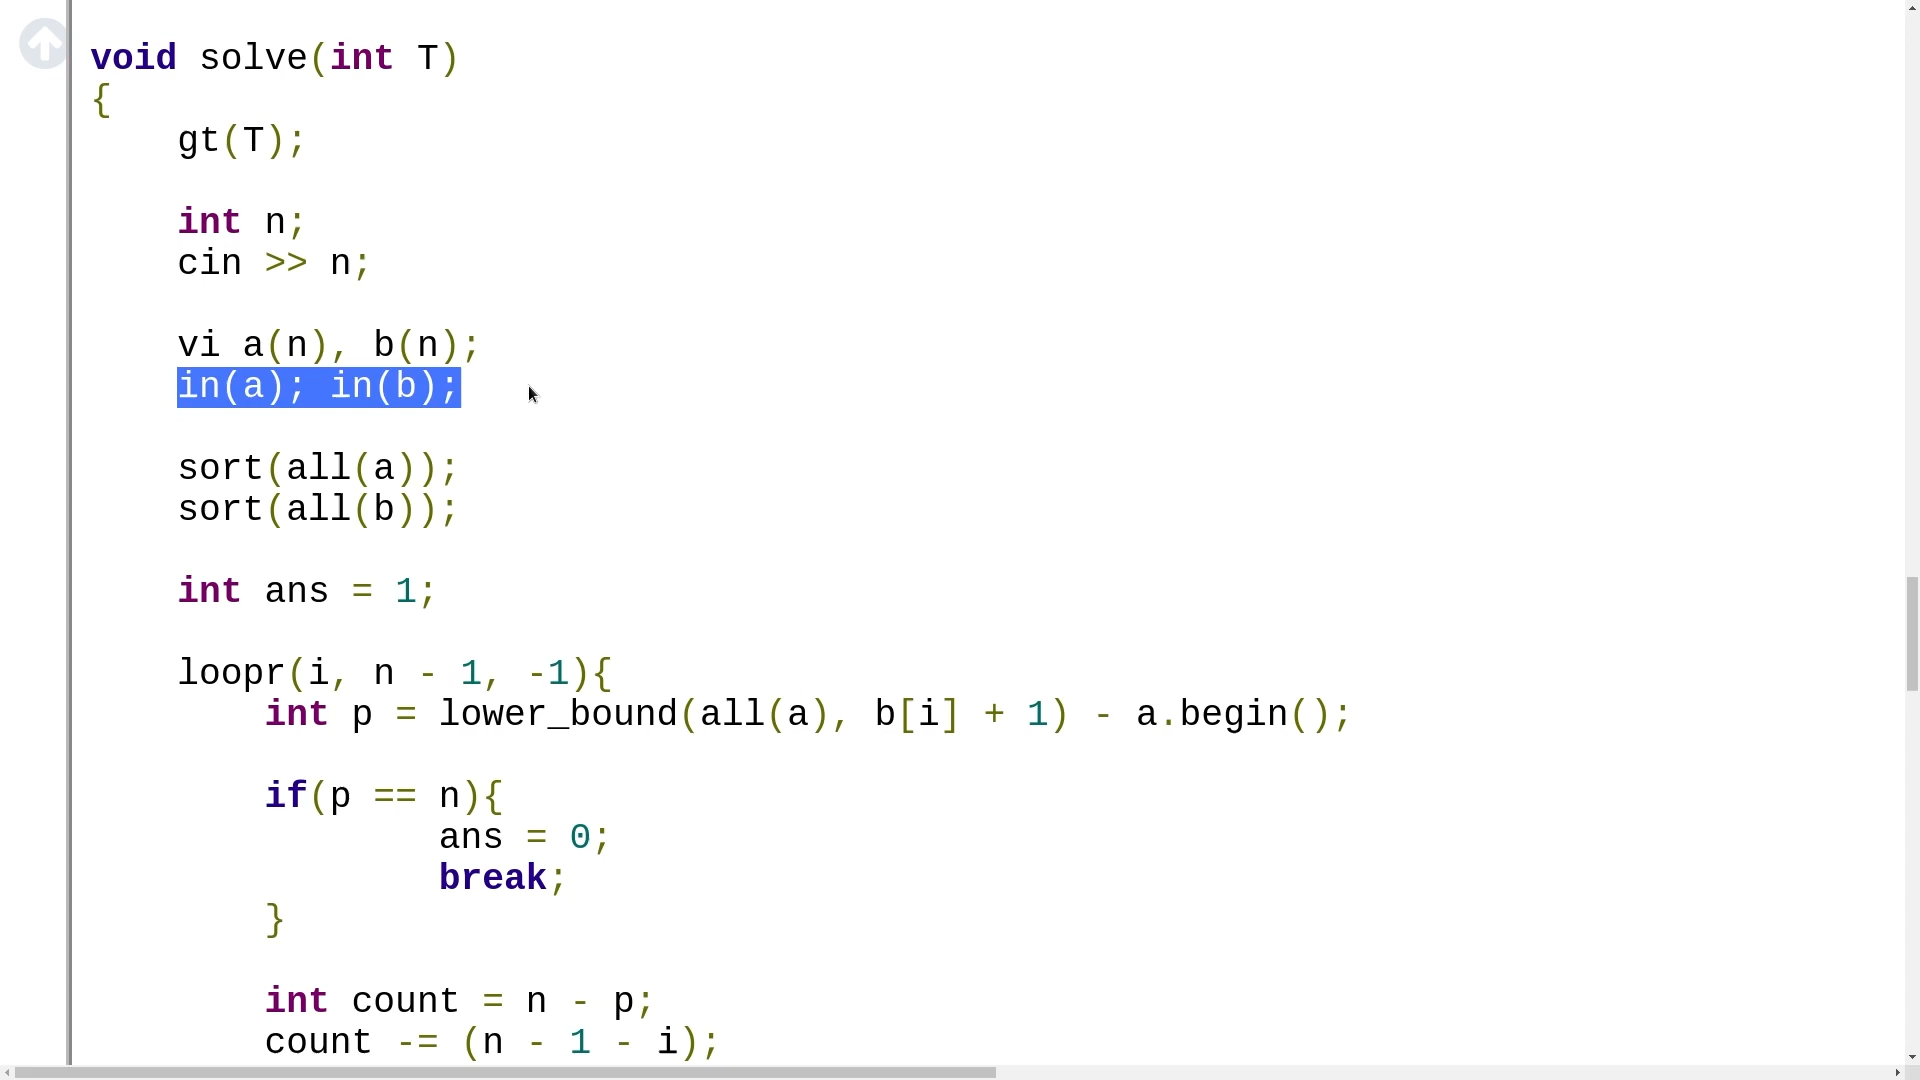 void solve(int T)
{
gt(T);
int n;
cin >> n;
vi a(n), b(n);
in(a); in(b);
sort(all(a));
sort(all(b));
int ans = 1;
loopr(i, n - 1, -1){
int p = lower_bound(all(a), b[i] + 1) - a.begin();
if(p == n){
ans = 0;
break;
}
int count = n - p;
count -= (n - 1 - i);